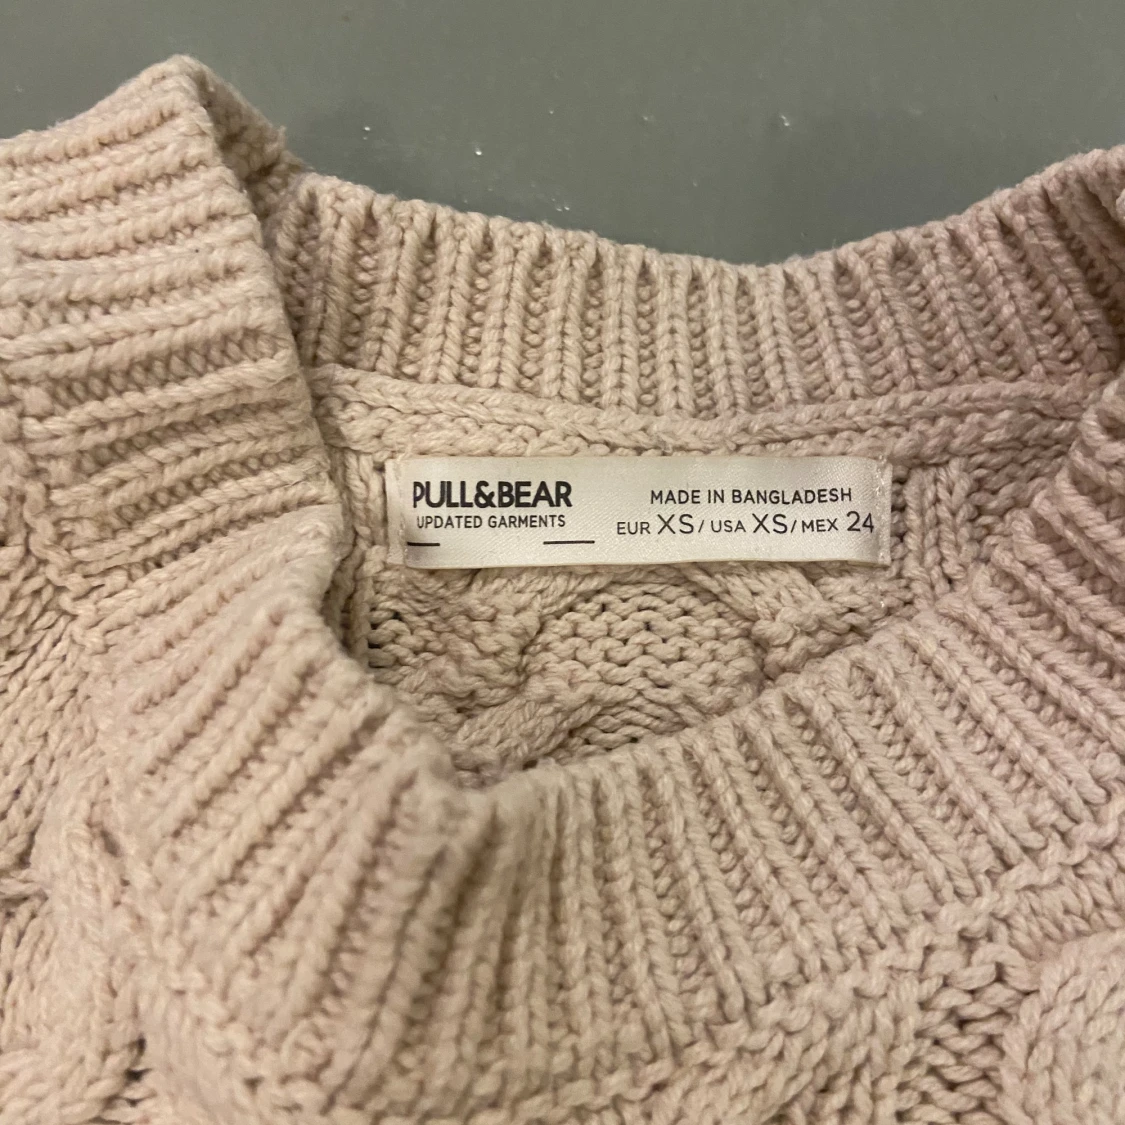 PULL&BEAR
UPDATED GARMENTS
MADE IN BANGLADESH
EUR XS/ USA XS/ MEX 24